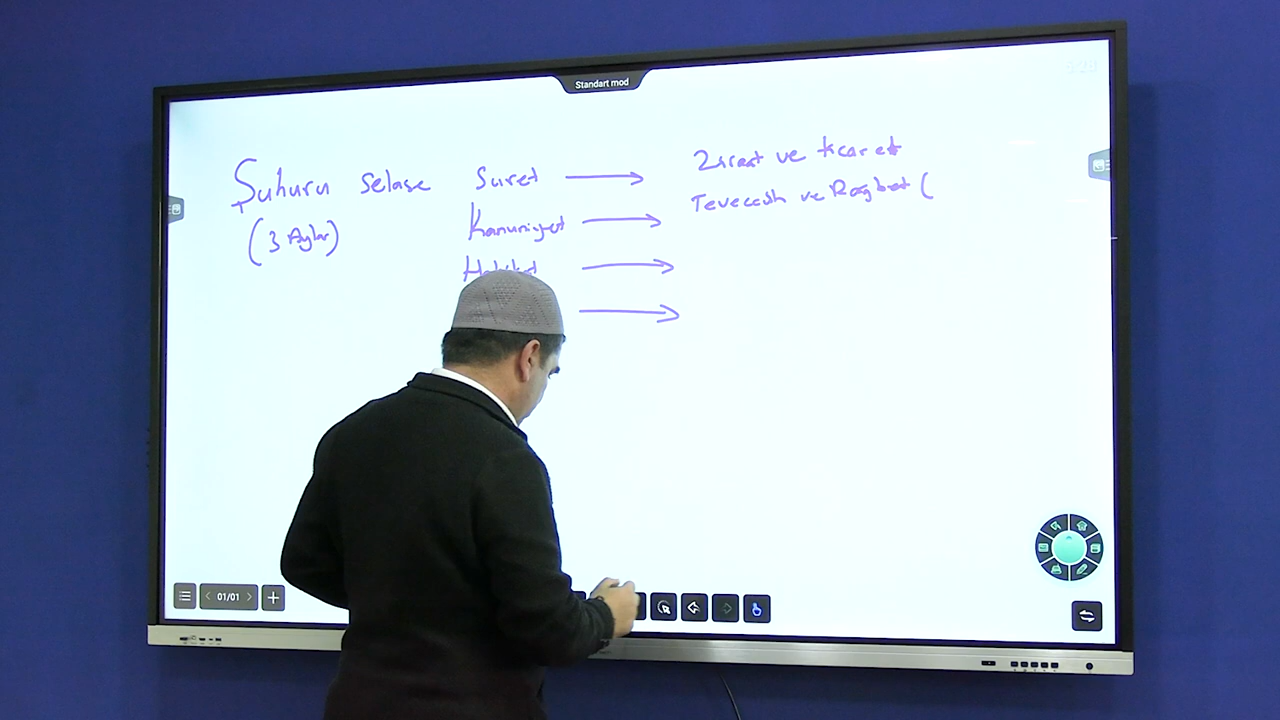 Standart mod
Şuhuru selase Suret → Ziraat ve ticaret
(3 Aylar) Kanuniyet → Teveccüh ve Rağbet (
→
→
01/01